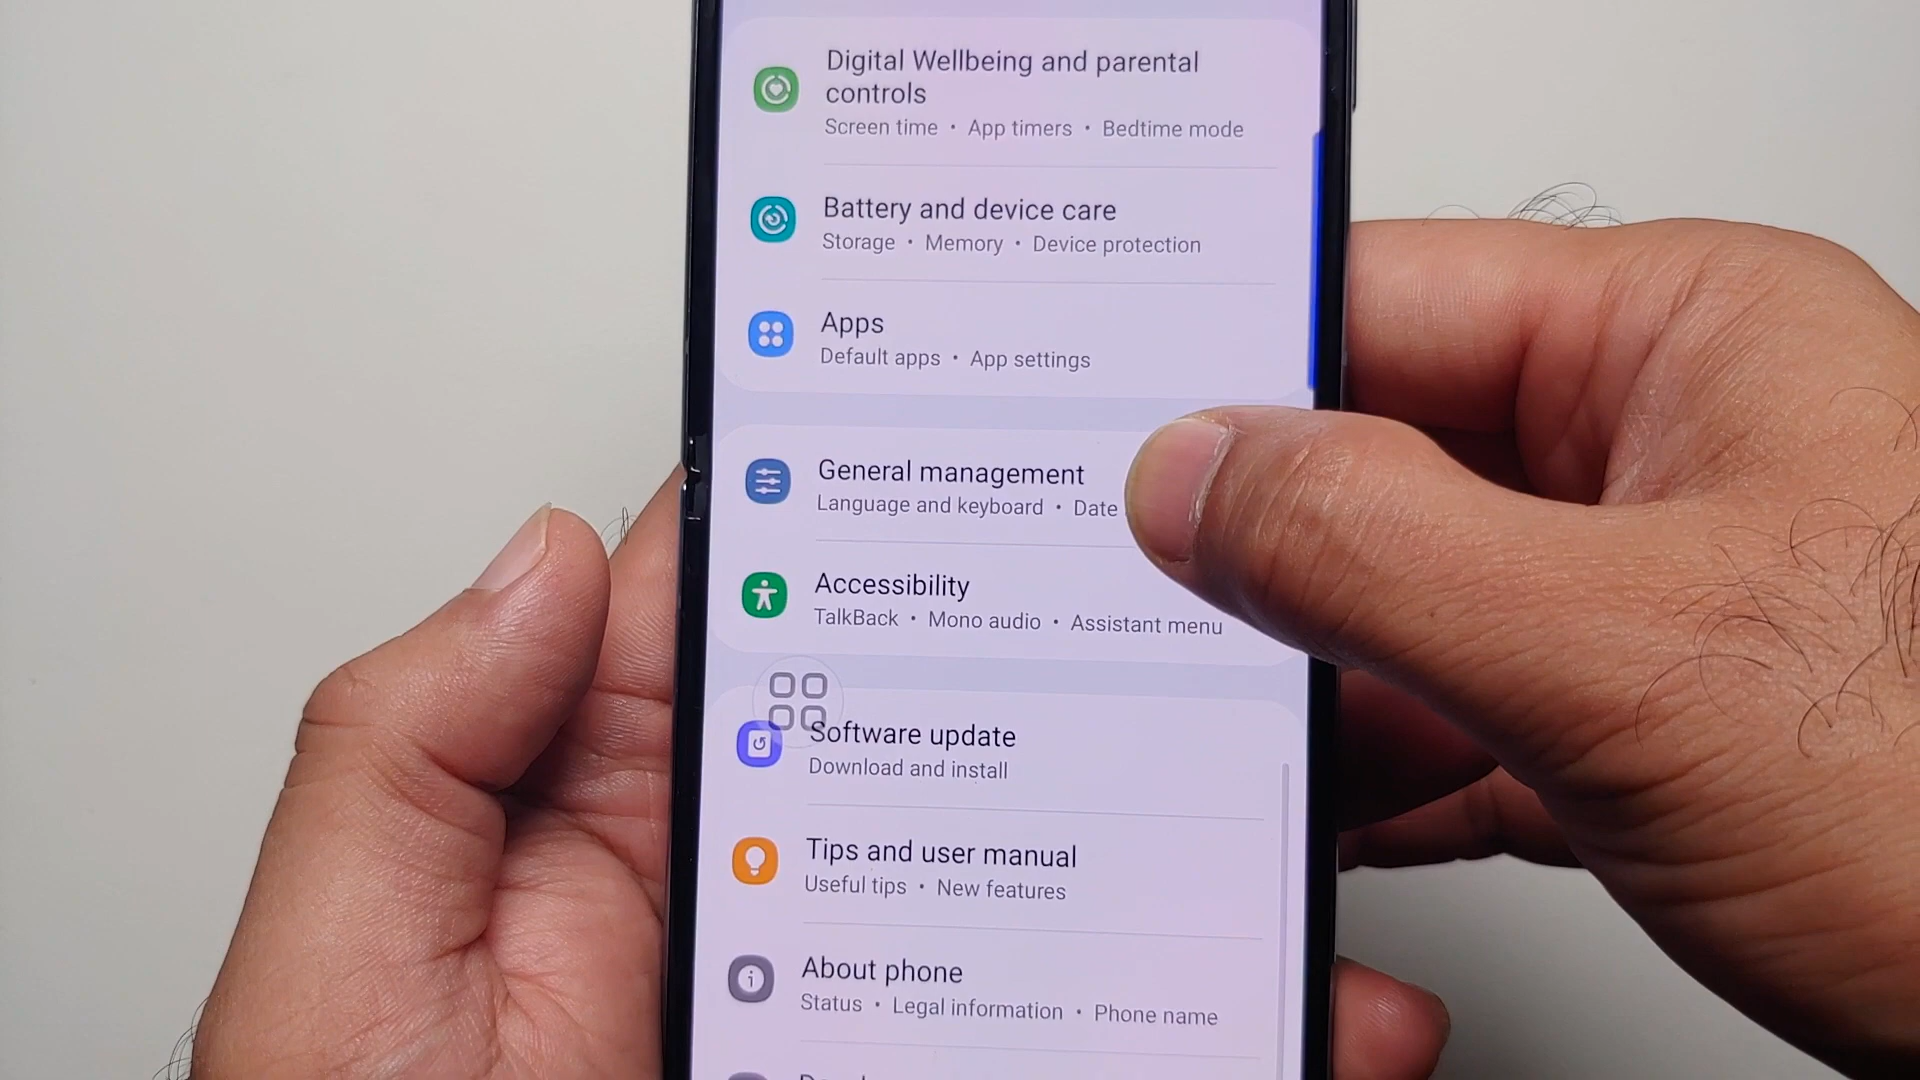 Digital Wellbeing and parental
controls
Screen time • App timers • Bedtime mode
Battery and device care
Storage • Memory • Device protection
Apps
Default apps • App settings
General management
Language and keyboard • Date
Accessibility
TalkBack • Mono audio • Assistant menu
Software update
Download and install
Tips and user manual
Useful tips • New features
About phone
Status • Legal information • Phone name